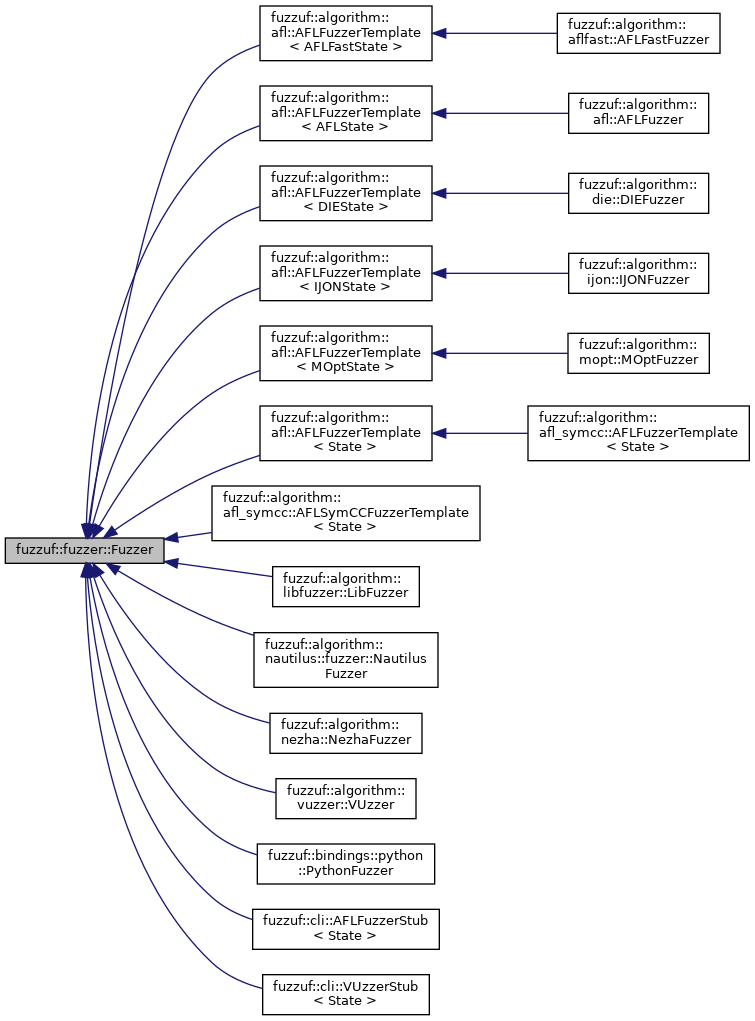 fuzzuf::algorithm::
afl::AFLFuzzerTemplate
< AFLFastState >
fuzzuf::algorithm::
aflfast::AFLFastFuzzer
fuzzuf::algorithm::
afl::AFLFuzzerTemplate
< AFLState >
fuzzuf::algorithm::
afl::AFLFuzzer
fuzzuf::algorithm::
afl::AFLFuzzerTemplate
< DIEState >
fuzzuf::algorithm::
die::DIEFuzzer
fuzzuf::algorithm::
afl::AFLFuzzerTemplate
< IJONState >
fuzzuf::algorithm::
ijon::IJONFuzzer
fuzzuf::algorithm::
afl::AFLFuzzerTemplate
< MOptState >
fuzzuf::algorithm::
mopt::MOptFuzzer
fuzzuf::algorithm::
afl::AFLFuzzerTemplate
< State >
fuzzuf::algorithm::
afl_symcc::AFLFuzzerTemplate
< State >
fuzzuf::algorithm::
afl_symcc::AFLSymCCFuzzerTemplate
< State >
fuzzuf::fuzzer::Fuzzer
fuzzuf::algorithm::
libfuzzer::LibFuzzer
fuzzuf::algorithm::
nautilus::fuzzer::Nautilus
Fuzzer
fuzzuf::algorithm::
nezha::NezhaFuzzer
fuzzuf::algorithm::
vuzzer::VUzzer
fuzzuf::bindings::python
::PythonFuzzer
fuzzuf::cli::AFLFuzzerStub
< State >
fuzzuf::cli::VUzzerStub
< State >